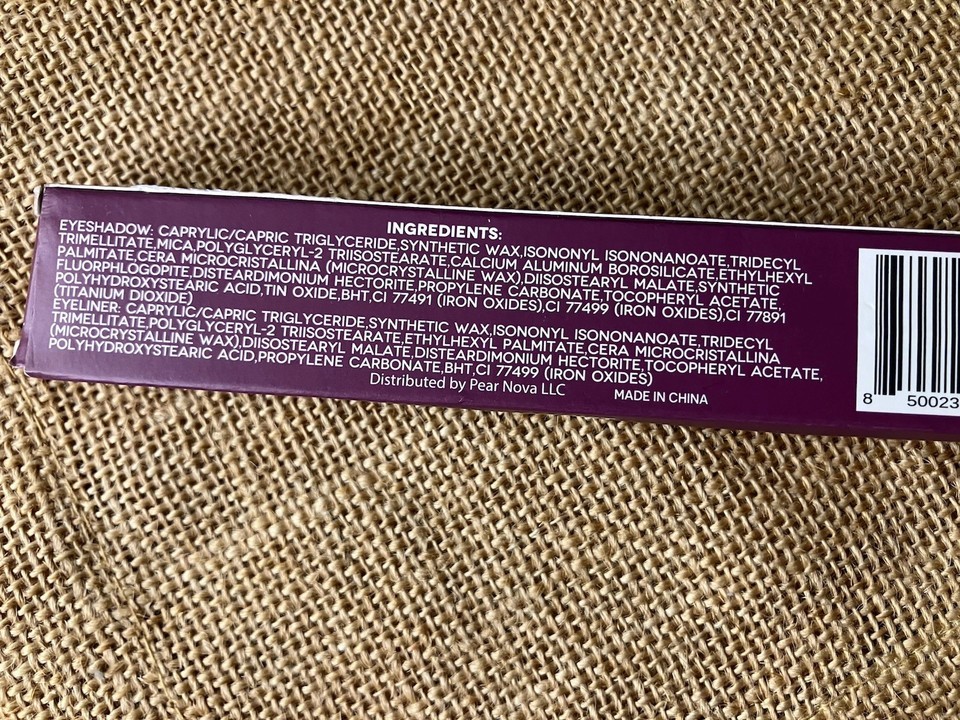 INGREDIENTS:
EYESHADOW: CAPRYLIC/CAPRIC TRIGLYCERIDE,SYNTHETIC WAX,ISONONYL ISONONANOATE,TRIDECYL
TRIMELLITATE,MICA,POLYGLYCERYL-2 TRIISOSTEARATE,CALCIUM ALUMINUM BOROSILICATE,ETHYLHEXYL
PALMITATE,CERA MICROCRISTALLINA (MICROCRYSTALLINE WAX),DIISOSTEARYL MALATE,SYNTHETIC
FLUORPHLOGOPITE,DISTEARDIMONIUM HECTORITE,PROPYLENE CARBONATE,TOCOPHERYL ACETATE,
POLYHYDROXYSTEARIC ACID,TIN OXIDE,BHT,CI 77491 (IRON OXIDES),CI 77499 (IRON OXIDES),CI 77891
(TITANIUM DIOXIDE)
EYELINER: CAPRYLIC/CAPRIC TRIGLYCERIDE,SYNTHETIC WAX,ISONONYL ISONONANOATE,TRIDECYL
TRIMELLITATE,POLYGLYCERYL-2 TRIISOSTEARATE,ETHYLHEXYL PALMITATE,CERA MICROCRISTALLINA
(MICROCRYSTALLINE WAX),DIISOSTEARYL MALATE,DISTEARDIMONIUM HECTORITE,TOCOPHERYL ACETATE,
POLYHYDROXYSTEARIC ACID,PROPYLENE CARBONATE,BHT,CI 77499 (IRON OXIDES)
Distributed by Pear Nova LLC MADE IN CHINA
8 50023